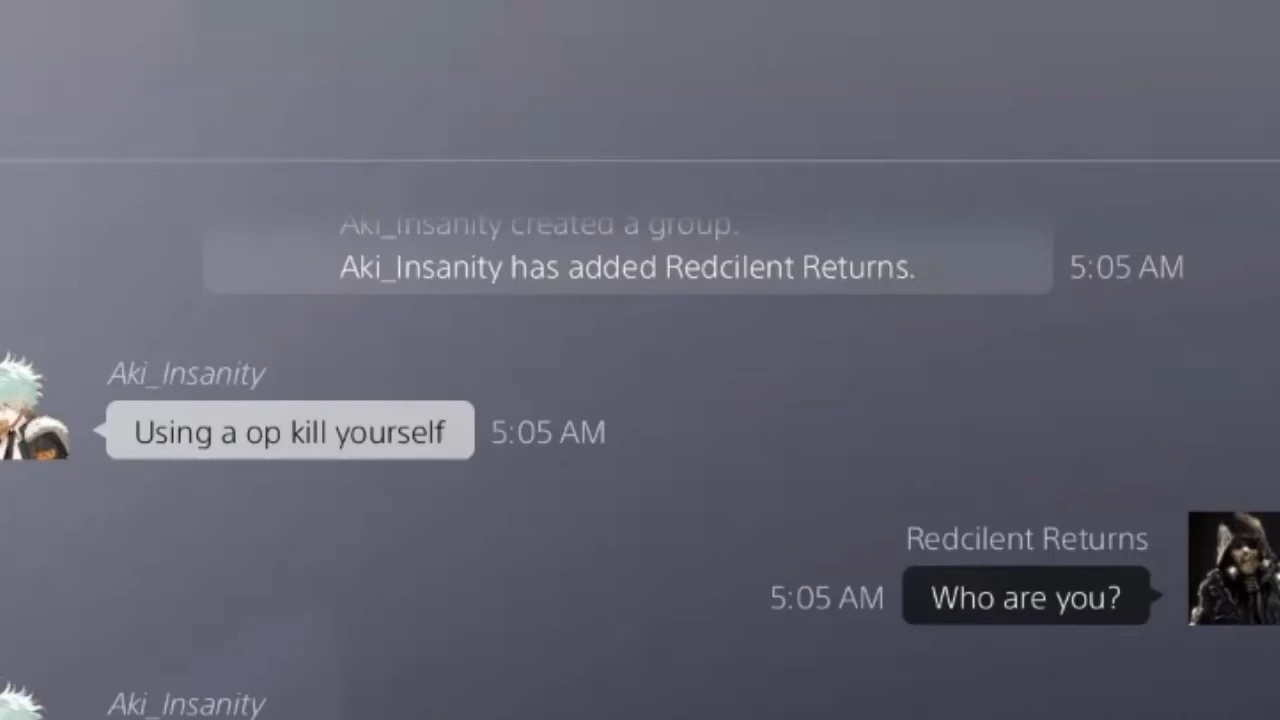 Aki_Insanity created a group.
Aki_Insanity has added Redcilent Returns.
5:05 AM
Aki_Insanity
Using a op kill yourself
5:05 AM
Redcilent Returns
5:05 AM
Who are you?
Aki_Insanity